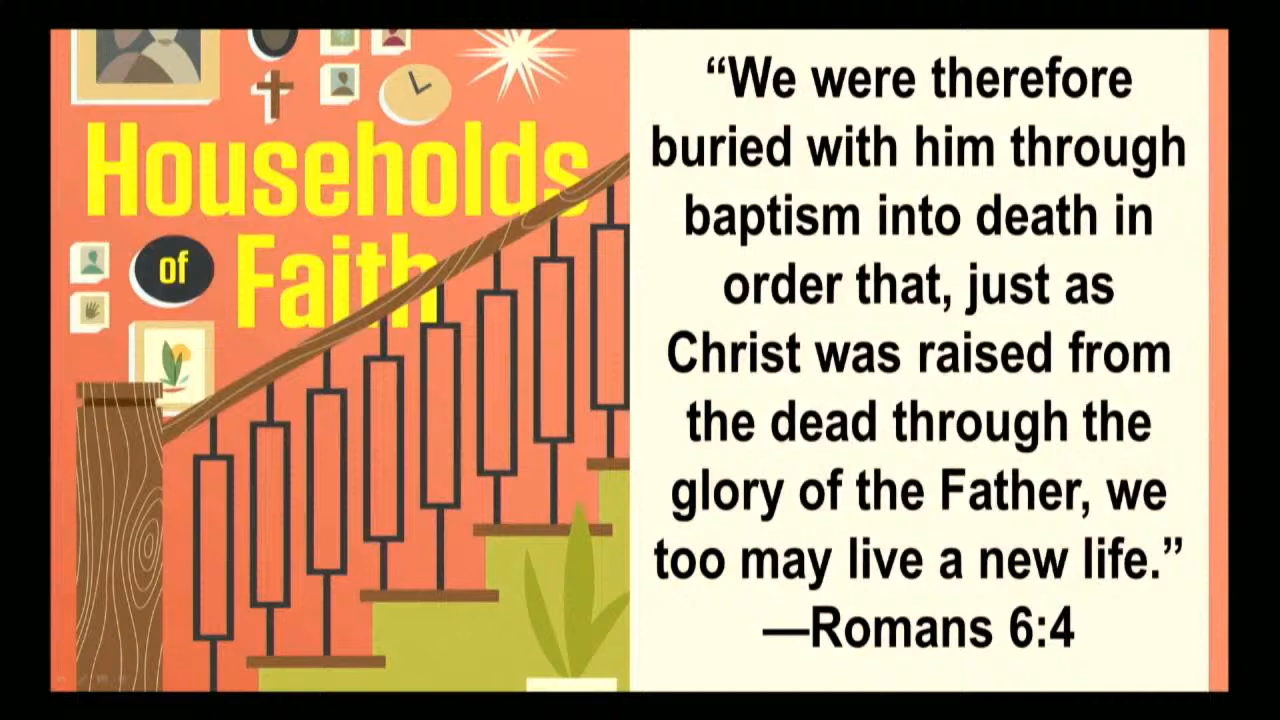 Households
of Faith
“We were therefore
buried with him through
baptism into death in
order that, just as
Christ was raised from
the dead through the
glory of the Father, we
too may live a new life.”
—Romans 6:4